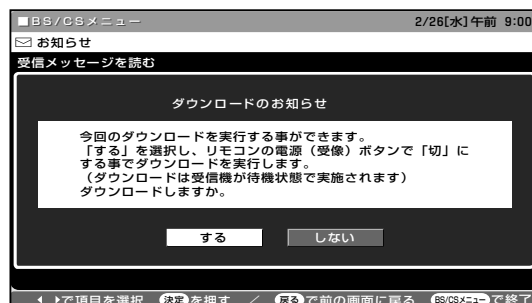 ■BS/CSメニュー 2/26[水]午前 9:00
お知らせ
受信メッセージを読む
ダウンロードのお知らせ
今回のダウンロードを実行する事ができます。
「する」を選択し、リモコンの電源（受像）ボタンで「切」に
する事でダウンロードを実行します。
（ダウンロードは受信機が待機状態で実施されます）
ダウンロードしますか。
する しない
で項目を選択 決定を押す ／ 戻るで前の画面に戻る BS/CSメニューで終了